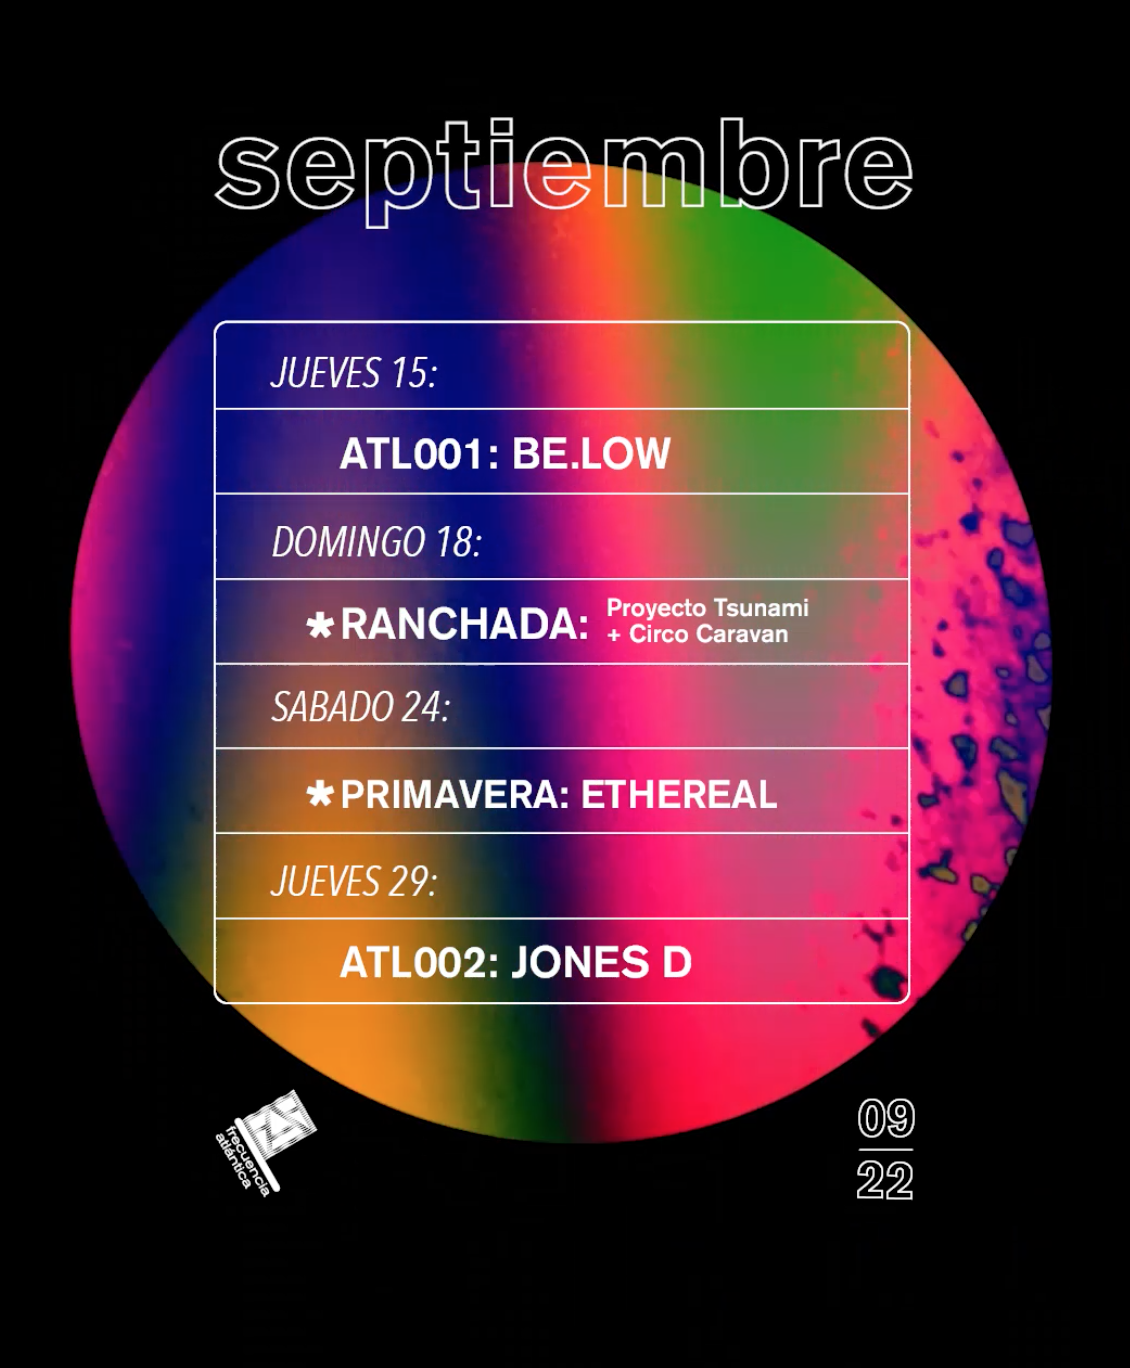 septiembre
JUEVES 15:
ATL001: BE.LOW
DOMINGO 18:
*RANCHADA: Proyecto Tsunami
+ Circo Caravan
SABADO 24:
*PRIMAVERA: ETHEREAL
JUEVES 29:
ATL002: JONES D
frecuencia
atlántica
09
22